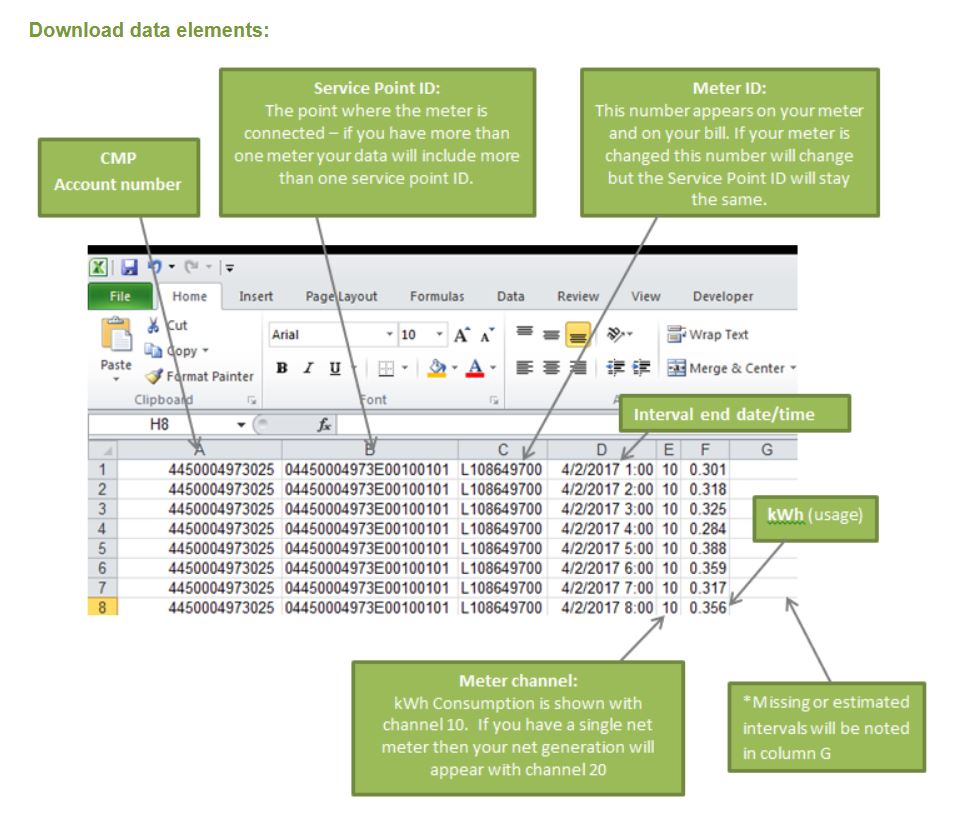 Download data elements:
Service Point ID:
The point where the meter is
connected – if you have more than
one meter your data will include more
than one service point ID.
Meter ID:
This number appears on your meter
and on your bill. If your meter is
changed this number will change
but the Service Point ID will stay
the same.
CMP
Account number
File Home Insert Page Layout Formulas Data Review View Developer
Cut
Copy
Format Painter
Paste
Clipboard
Arial 10 A A
B I U A
Font
Wrap Text
Merge & Center
A
Interval end date/time
H8 fx
A B C D E F G
1 4450004973025 04450004973E00100101 L108649700 4/2/2017 1:00 10 0.301
2 4450004973025 04450004973E00100101 L108649700 4/2/2017 2:00 10 0.318
3 4450004973025 04450004973E00100101 L108649700 4/2/2017 3:00 10 0.325
4 4450004973025 04450004973E00100101 L108649700 4/2/2017 4:00 10 0.284
5 4450004973025 04450004973E00100101 L108649700 4/2/2017 5:00 10 0.388
6 4450004973025 04450004973E00100101 L108649700 4/2/2017 6:00 10 0.359
7 4450004973025 04450004973E00100101 L108649700 4/2/2017 7:00 10 0.317
8 4450004973025 04450004973E00100101 L108649700 4/2/2017 8:00 10 0.356
kWh (usage)
Meter channel:
kWh Consumption is shown with
channel 10. If you have a single net
meter then your net generation will
appear with channel 20
*Missing or estimated
intervals will be noted
in column G